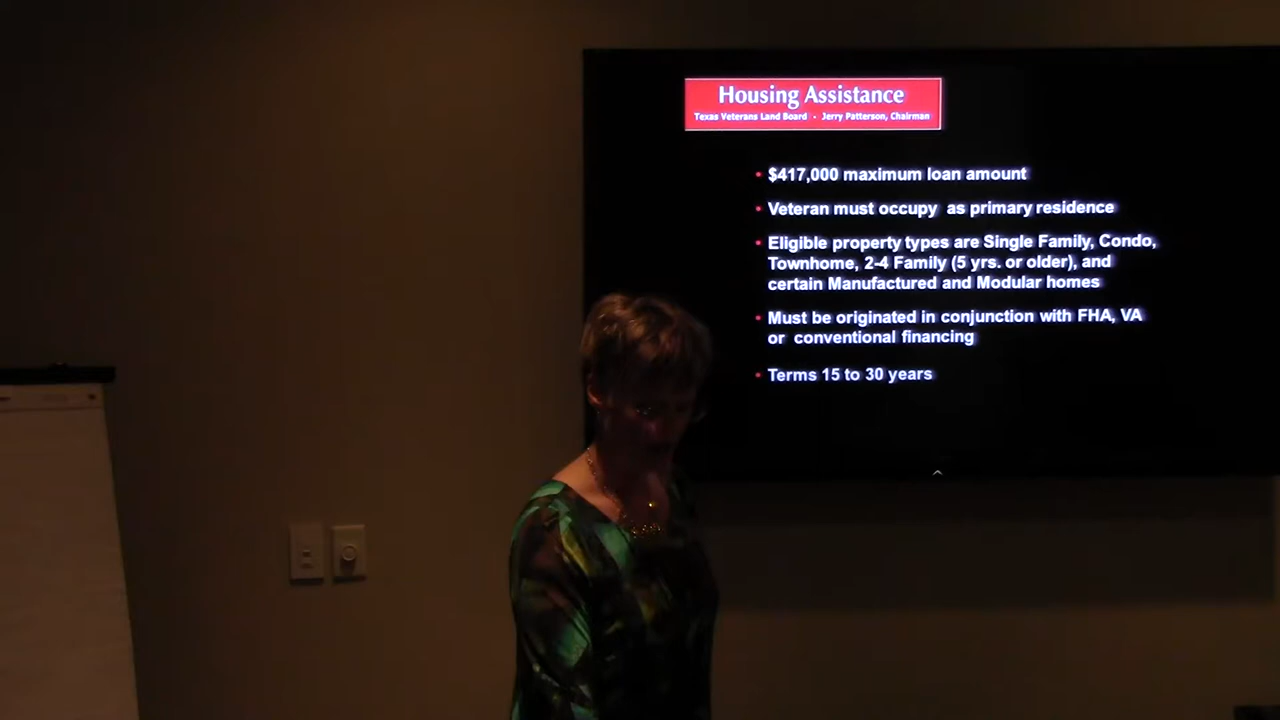 Housing Assistance
Texas Veterans Land Board · Jerry Patterson, Chairman
• $417,000 maximum loan amount
• Veteran must occupy as primary residence
• Eligible property types are Single Family, Condo,
Townhome, 2-4 Family (5 yrs. or older), and
certain Manufactured and Modular homes
• Must be originated in conjunction with FHA, VA
or conventional financing
• Terms 15 to 30 years